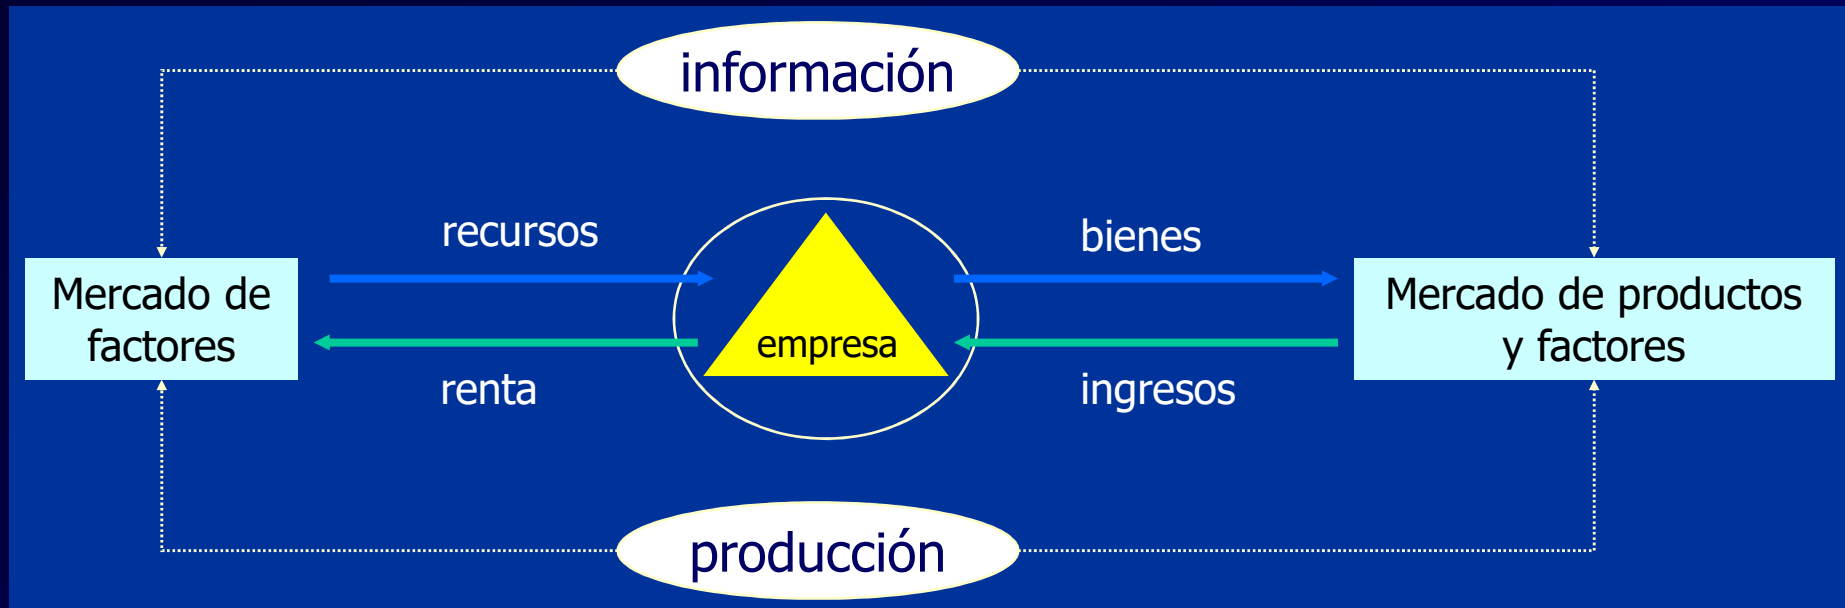 información
recursos
bienes
Mercado de
factores
empresa
Mercado de productos
y factores
renta
ingresos
producción